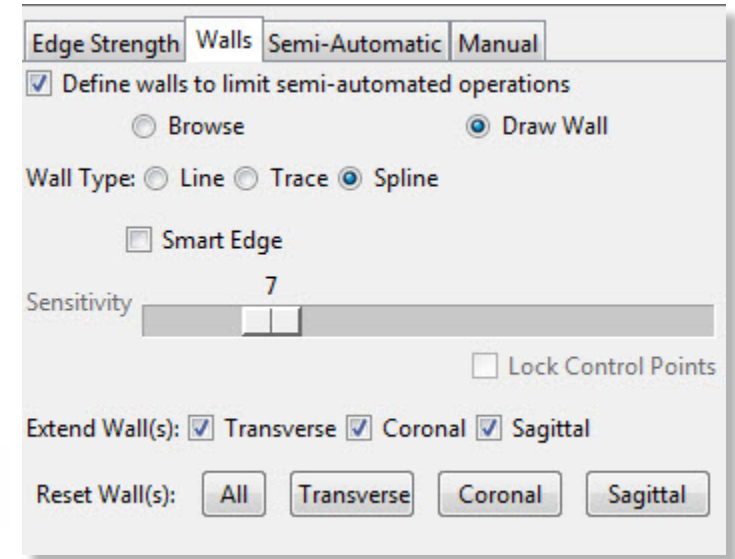 Edge Strength Walls Semi-Automatic Manual
Define walls to limit semi-automated operations
Browse Draw Wall
Wall Type: Line Trace Spline
Smart Edge
7
Sensitivity
Lock Control Points
Extend Wall(s): Transverse Coronal Sagittal
Reset Wall(s): All Transverse Coronal Sagittal